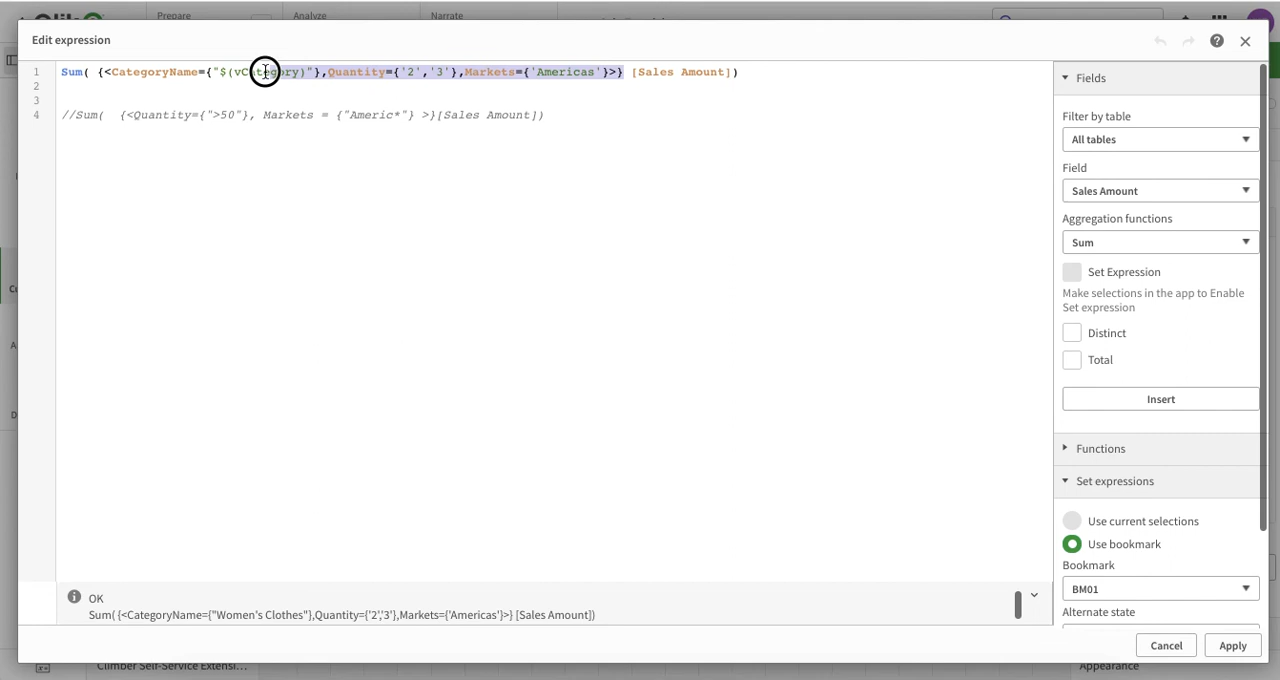 Prepare
Analyze
Narrate
Edit expression
1 Sum( {<CategoryName={"$(vCategory)"},Quantity={'2','3'},Markets={'Americas'}>} [Sales Amount])
2
3
4 //Sum(  {<Quantity={">50"}, Markets = {"Americ*"} >}[Sales Amount])
Fields
Filter by table
All tables
Field
Sales Amount
Aggregation functions
Sum
Set Expression
Make selections in the app to Enable
Set expression
Distinct
Total
Insert
Functions
Set expressions
Use current selections
Use bookmark
Bookmark
BM01
Alternate state
OK
Sum( {<CategoryName={"Women's Clothes"},Quantity={'2','3'},Markets={'Americas'}>} [Sales Amount])
Cancel
Apply
Climber Self-Service Extensi...
Appearance